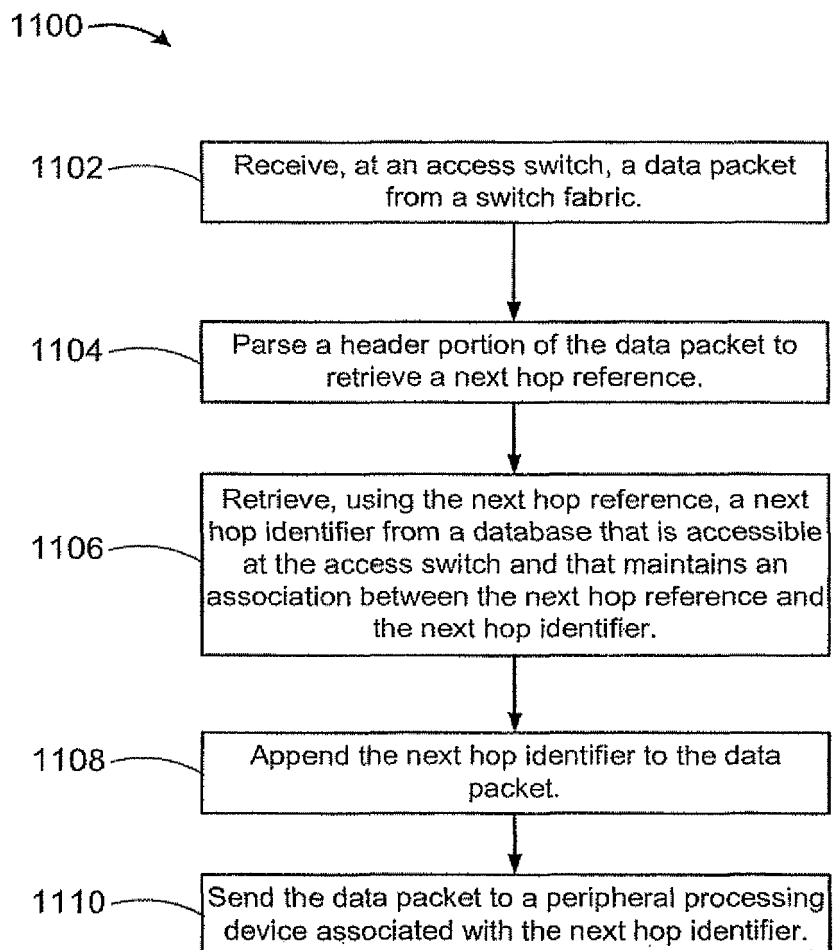 1100
1102
Receive, at an access switch, a data packet
from a switch fabric.
1104
Parse a header portion of the data packet to
retrieve a next hop reference.
1106
Retrieve, using the next hop reference, a next
hop identifier from a database that is accessible
at the access switch and that maintains an
association between the next hop reference and
the next hop identifier.
1108
Append the next hop identifier to the data
packet.
1110
Send the data packet to a peripheral processing
device associated with the next hop identifier.